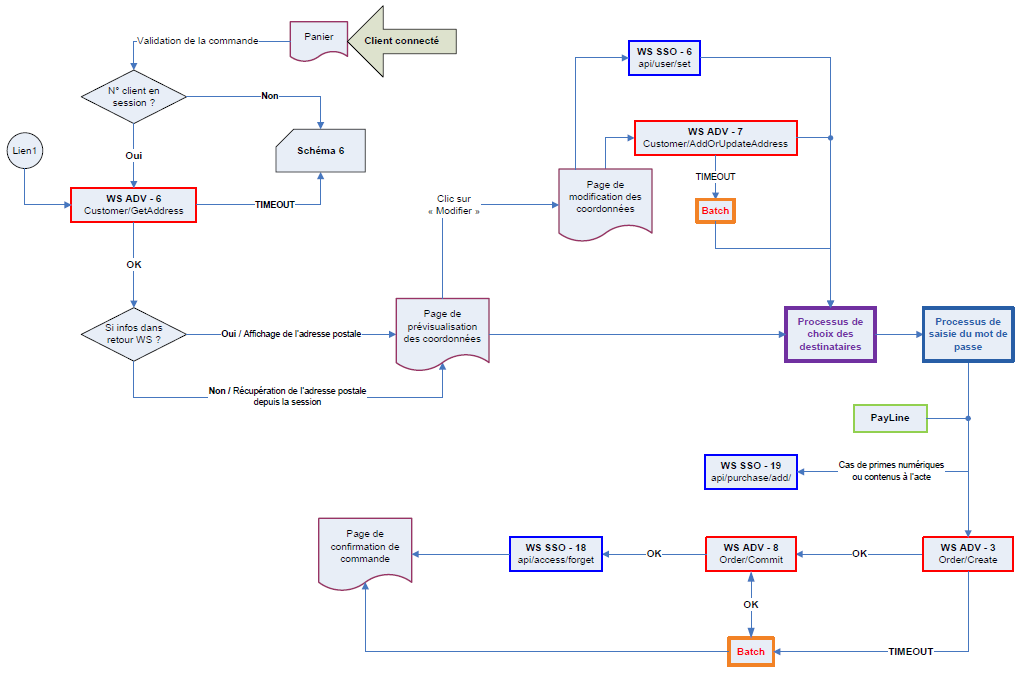 Validation de la commande
Panier
Client connecté
N° client en
session ?
Non
Schéma 6
Lien1
Oui
WS ADV - 6
Customer/GetAddress
TIMEOUT
OK
Si infos dans
retour WS ?
Oui / Affichage de l'adresse postale
Non / Récupération de l'adresse postale
depuis la session
Page de
prévisualisation
des coordonnées
Clic sur
« Modifier »
Page de
modification des
coordonnées
WS SSO - 6
api/user/set
WS ADV - 7
Customer/AddOrUpdateAddress
TIMEOUT
Batch
Processus de
choix des
destinataires
Processus de
saisie du mot de
passe
PayLine
Cas de primes numériques
ou contenus à l'acte
WS SSO - 19
api/purchase/add/
WS ADV - 3
Order/Create
OK
WS ADV - 8
Order/Commit
OK
WS SSO - 18
api/access/forget
Page de
confirmation de
commande
OK
Batch
TIMEOUT